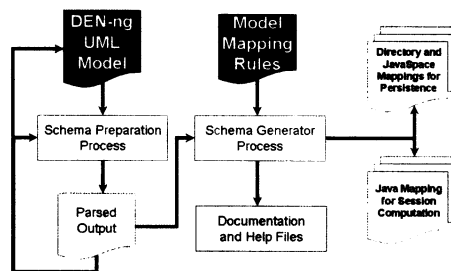 DEN-ng
UML
Model
Model
Mapping
Rules
Directory and
JavaSpace
Mappings for
Persistence
Schema Preparation
Process
Schema Generator
Process
Parsed
Output
Documentation
and Help Files
Java Mapping
for Session
Computation